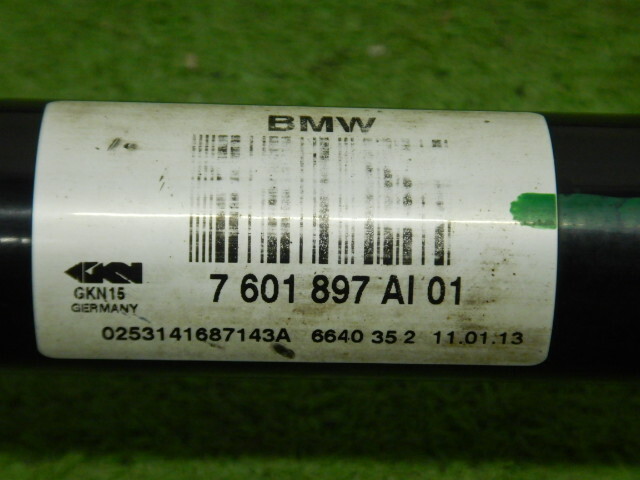 BMW
7 601 897 AI 01
GKN
GKN15
GERMANY
0253141687143A 6640 35 2 11.01.13